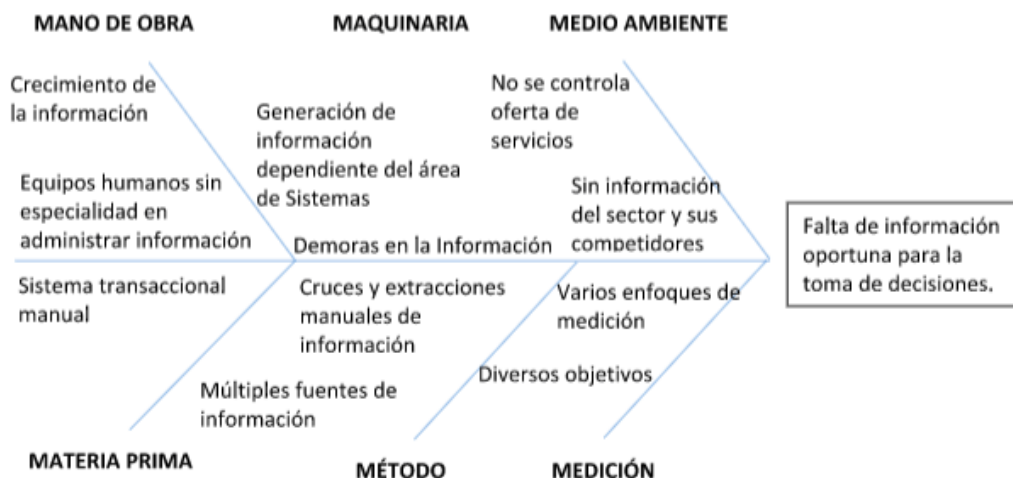 MANO DE OBRA
MAQUINARIA
MEDIO AMBIENTE
Crecimiento de
la información
Equipos humanos sin
especialidad en
administrar información
Generación de
información
dependiente del área
de Sistemas
Demoras en la Información
No se controla
oferta de
servicios
Sin información
del sector y sus
competidores
Falta de información
oportuna para la
toma de decisiones.
Sistema transaccional
manual
Cruces y extracciones
manuales de
información
Múltiples fuentes de
información
Varios enfoques de
medición
Diversos objetivos
MATERIA PRIMA
MÉTODO
MEDICIÓN